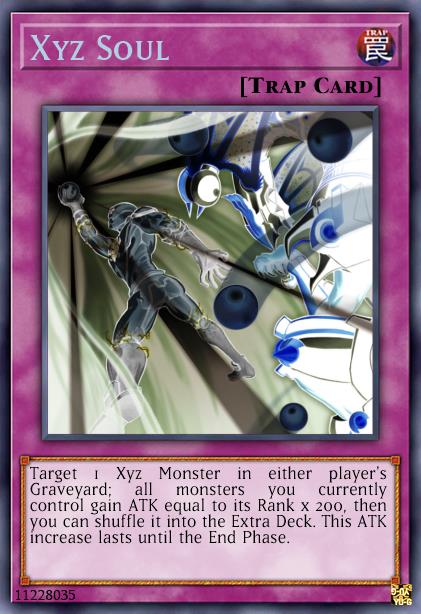 Xyz Soul
TRAP
罠
[Trap Card]
Target 1 Xyz Monster in either player's
Graveyard; all monsters you currently
control gain ATK equal to its Rank x 200, then
you can shuffle it into the Extra Deck. This ATK
increase lasts until the End Phase.
11228035